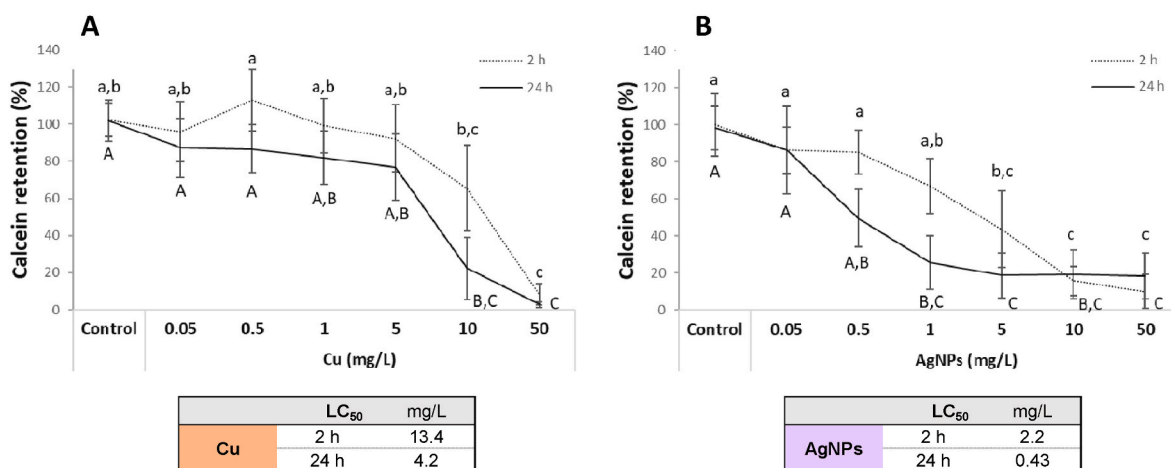 A
Calcein retention (%)
140
120
100
80
60
40
20
0
2 h
24 h
a,b
a,b
a
a,b
a,b
b,c
c
A
A
A
A,B
A,B
B,C
C
Control
0.05
0.5
1
5
10
50
Cu (mg/L)
LC50 mg/L
Cu
2 h 13.4
24 h 4.2
B
Calcein retention (%)
140
120
100
80
60
40
20
0
2 h
24 h
a
a
a
a,b
b,c
c
c
A
A
A,B
B,C
C
B,C
C
Control
0.05
0.5
1
5
10
50
AgNPs (mg/L)
LC50 mg/L
AgNPs
2 h 2.2
24 h 0.43